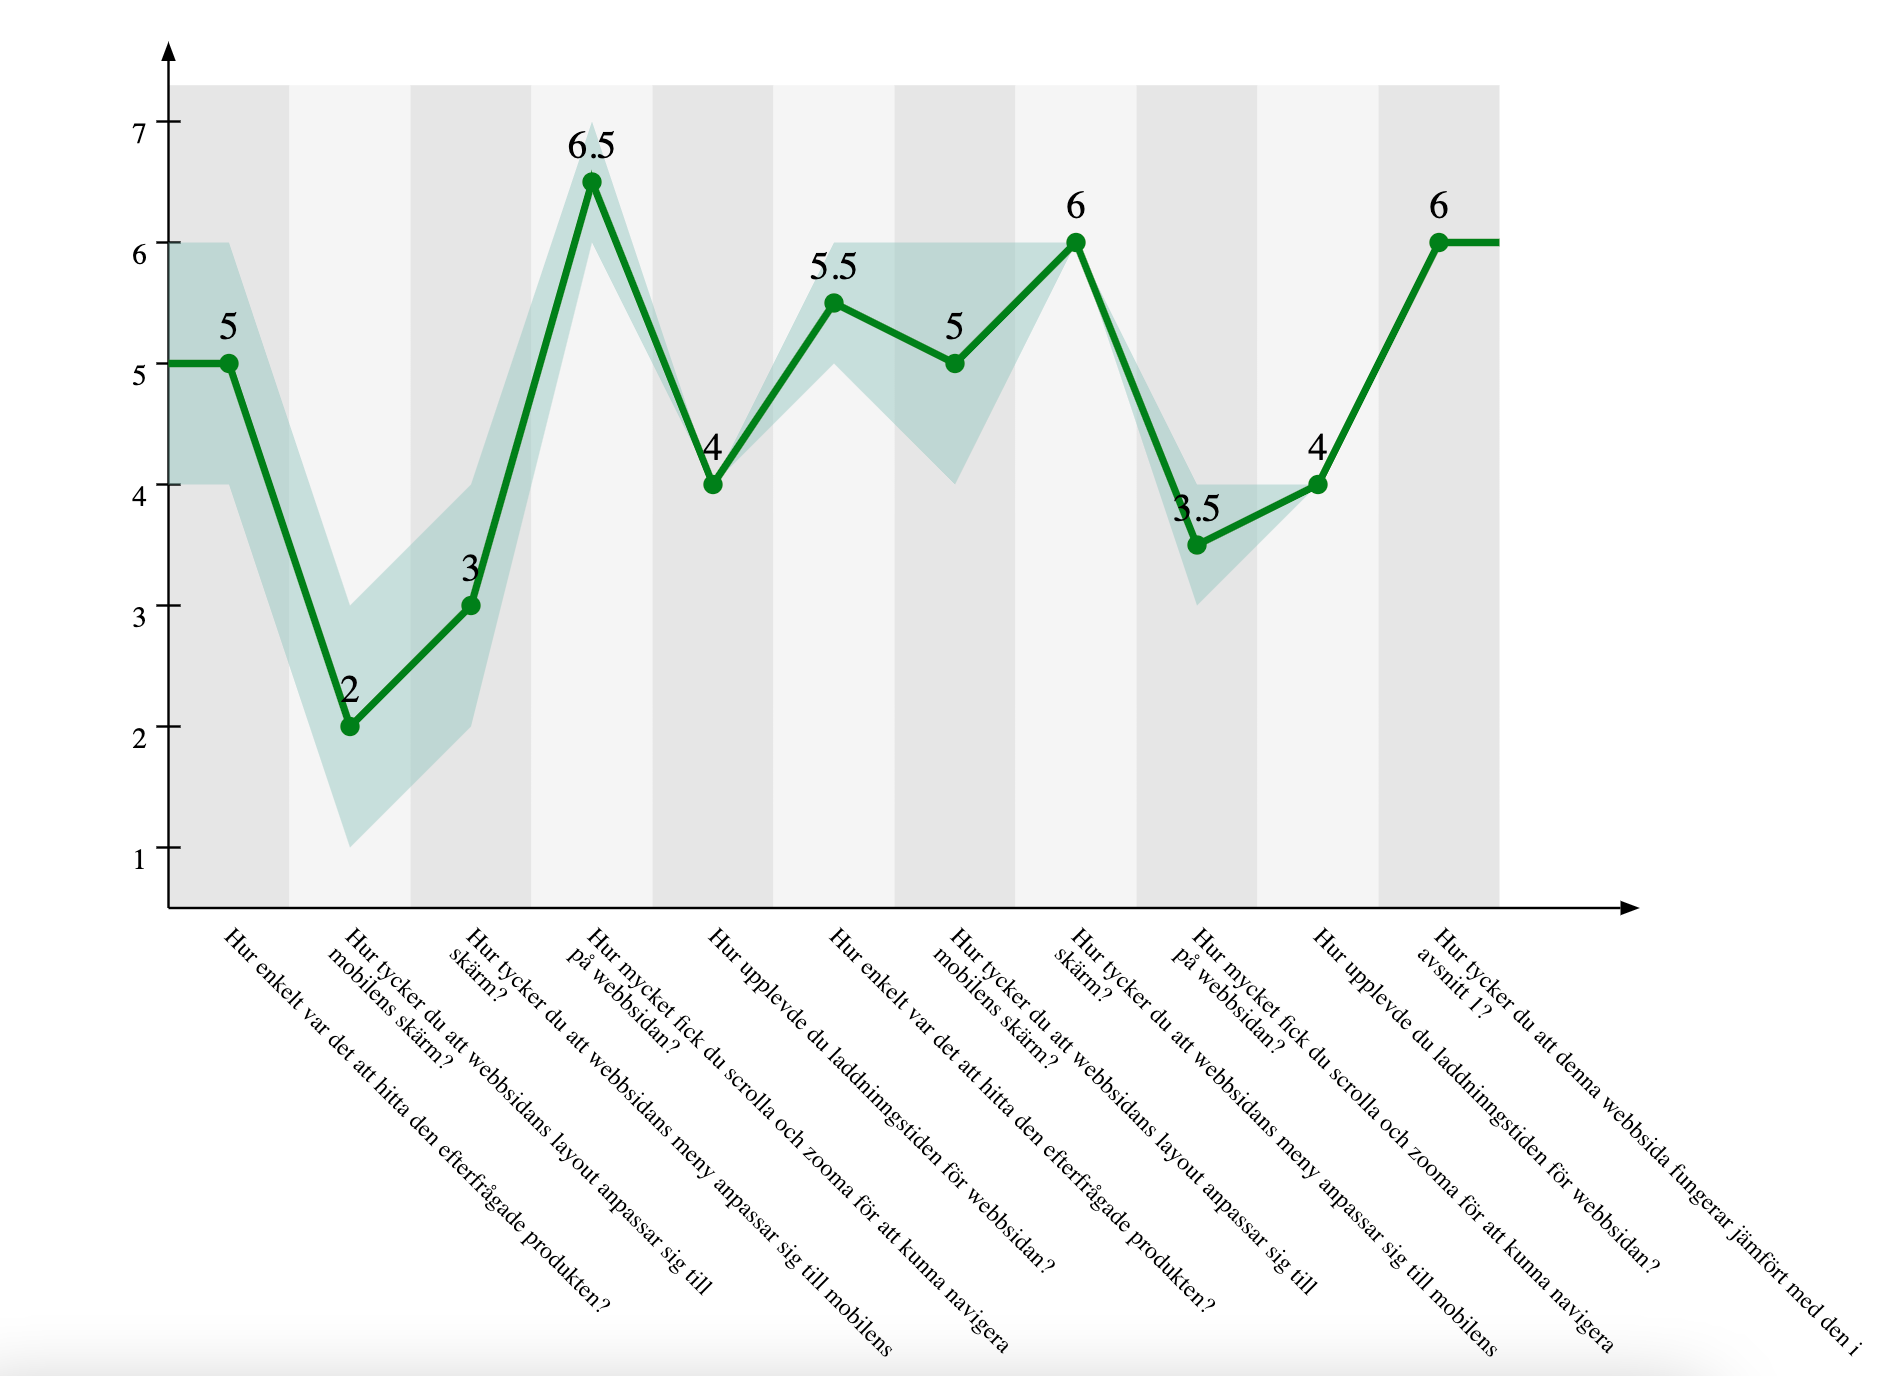 7
6
5
4
3
2
1
5
2
3
6.5
4
5.5
5
6
3.5
4
6
Hur enkelt var det att hitta den efterfrågade produkten?
Hur tycker du att webbsidans layout anpassar sig till
mobilens skärm?
Hur tycker du att webbsidans meny anpassar sig till mobilens
skärm?
Hur mycket fick du scrolla och zooma för att kunna navigera
på webbsidan?
Hur upplevde du laddninngstiden för webbsidan?
Hur enkelt var det att hitta den efterfrågade produkten?
Hur tycker du att webbsidans layout anpassar sig till
mobilens skärm?
Hur tycker du att webbsidans meny anpassar sig till mobilens
skärm?
Hur mycket fick du scrolla och zooma för att kunna navigera
på webbsidan?
Hur upplevde du laddninngstiden för webbsidan?
Hur tycker du att denna webbsida fungerar jämfört med den i
avsnitt 1?